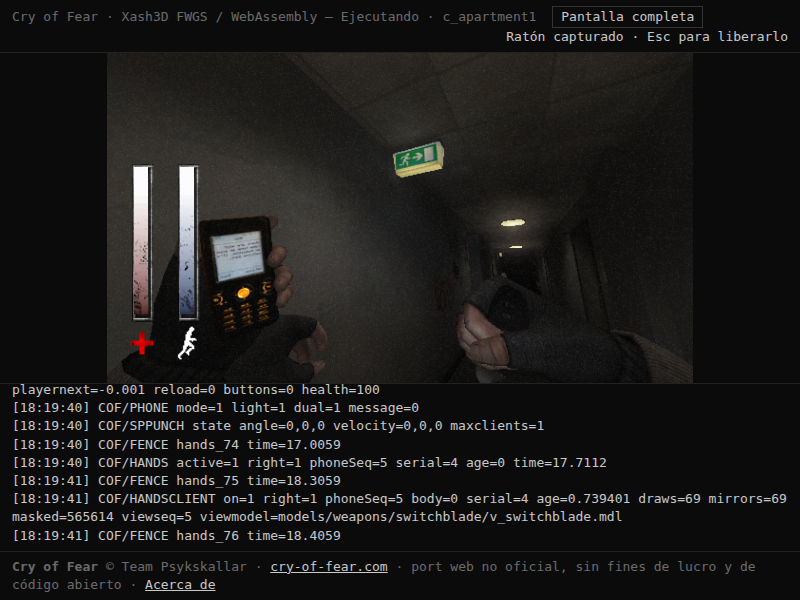 Cry of Fear · Xash3D FWGS / WebAssembly — Ejecutando · c_apartment1
Pantalla completa
Ratón capturado · Esc para liberarlo
playernext=-0.001 reload=0 buttons=0 health=100
[18:19:40] COF/PHONE mode=1 light=1 dual=1 message=0
[18:19:40] COF/SPPUNCH state angle=0,0,0 velocity=0,0,0 maxclients=1
[18:19:40] COF/FENCE hands_74 time=17.0059
[18:19:40] COF/HANDS active=1 right=1 phoneSeq=5 serial=4 age=0 time=17.7112
[18:19:41] COF/FENCE hands_75 time=18.3059
[18:19:41] COF/HANDSCLIENT on=1 right=1 phoneSeq=5 body=0 serial=4 age=0.739401 draws=69 mirrors=69
masked=565614 viewseq=5 viewmodel=models/weapons/switchblade/v_switchblade.mdl
[18:19:41] COF/FENCE hands_76 time=18.4059
Cry of Fear © Team Psykskallar · cry-of-fear.com · port web no oficial, sin fines de lucro y de
código abierto · Acerca de